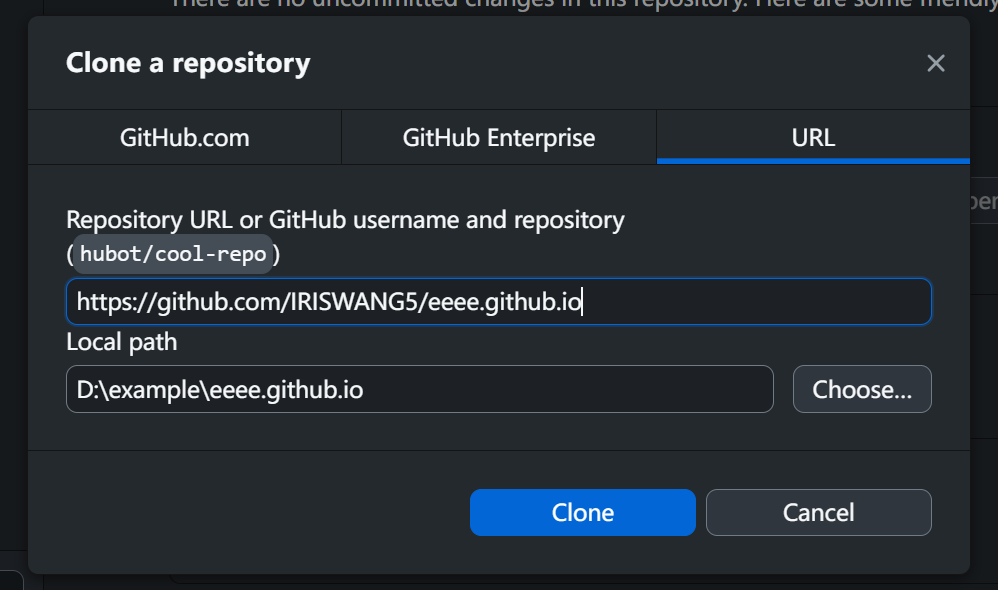 There are no uncommitted changes in this repository. Here are some friendly
Clone a repository
GitHub.com
GitHub Enterprise
URL
Repository URL or GitHub username and repository
(hubot/cool-repo)
https://github.com/IRISWANG5/eeee.github.io
Local path
D:\example\eeee.github.io
Choose...
Clone
Cancel